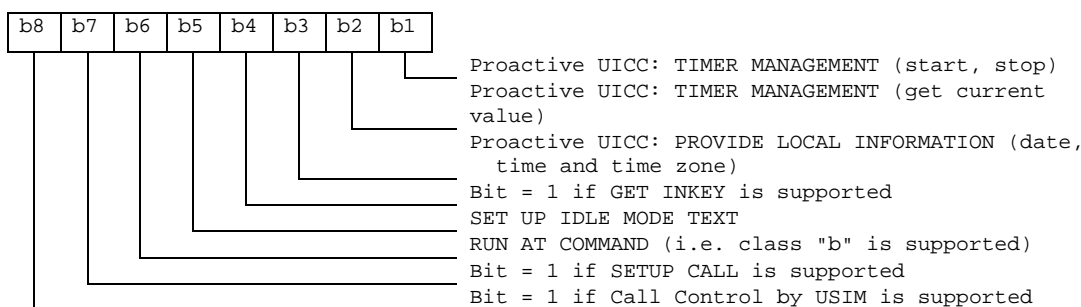 b8 b7 b6 b5 b4 b3 b2 b1
Proactive UICC: TIMER MANAGEMENT (start, stop)
Proactive UICC: TIMER MANAGEMENT (get current
value)
Proactive UICC: PROVIDE LOCAL INFORMATION (date,
time and time zone)
Bit = 1 if GET INKEY is supported
SET UP IDLE MODE TEXT
RUN AT COMMAND (i.e. class "b" is supported)
Bit = 1 if SETUP CALL is supported
Bit = 1 if Call Control by USIM is supported